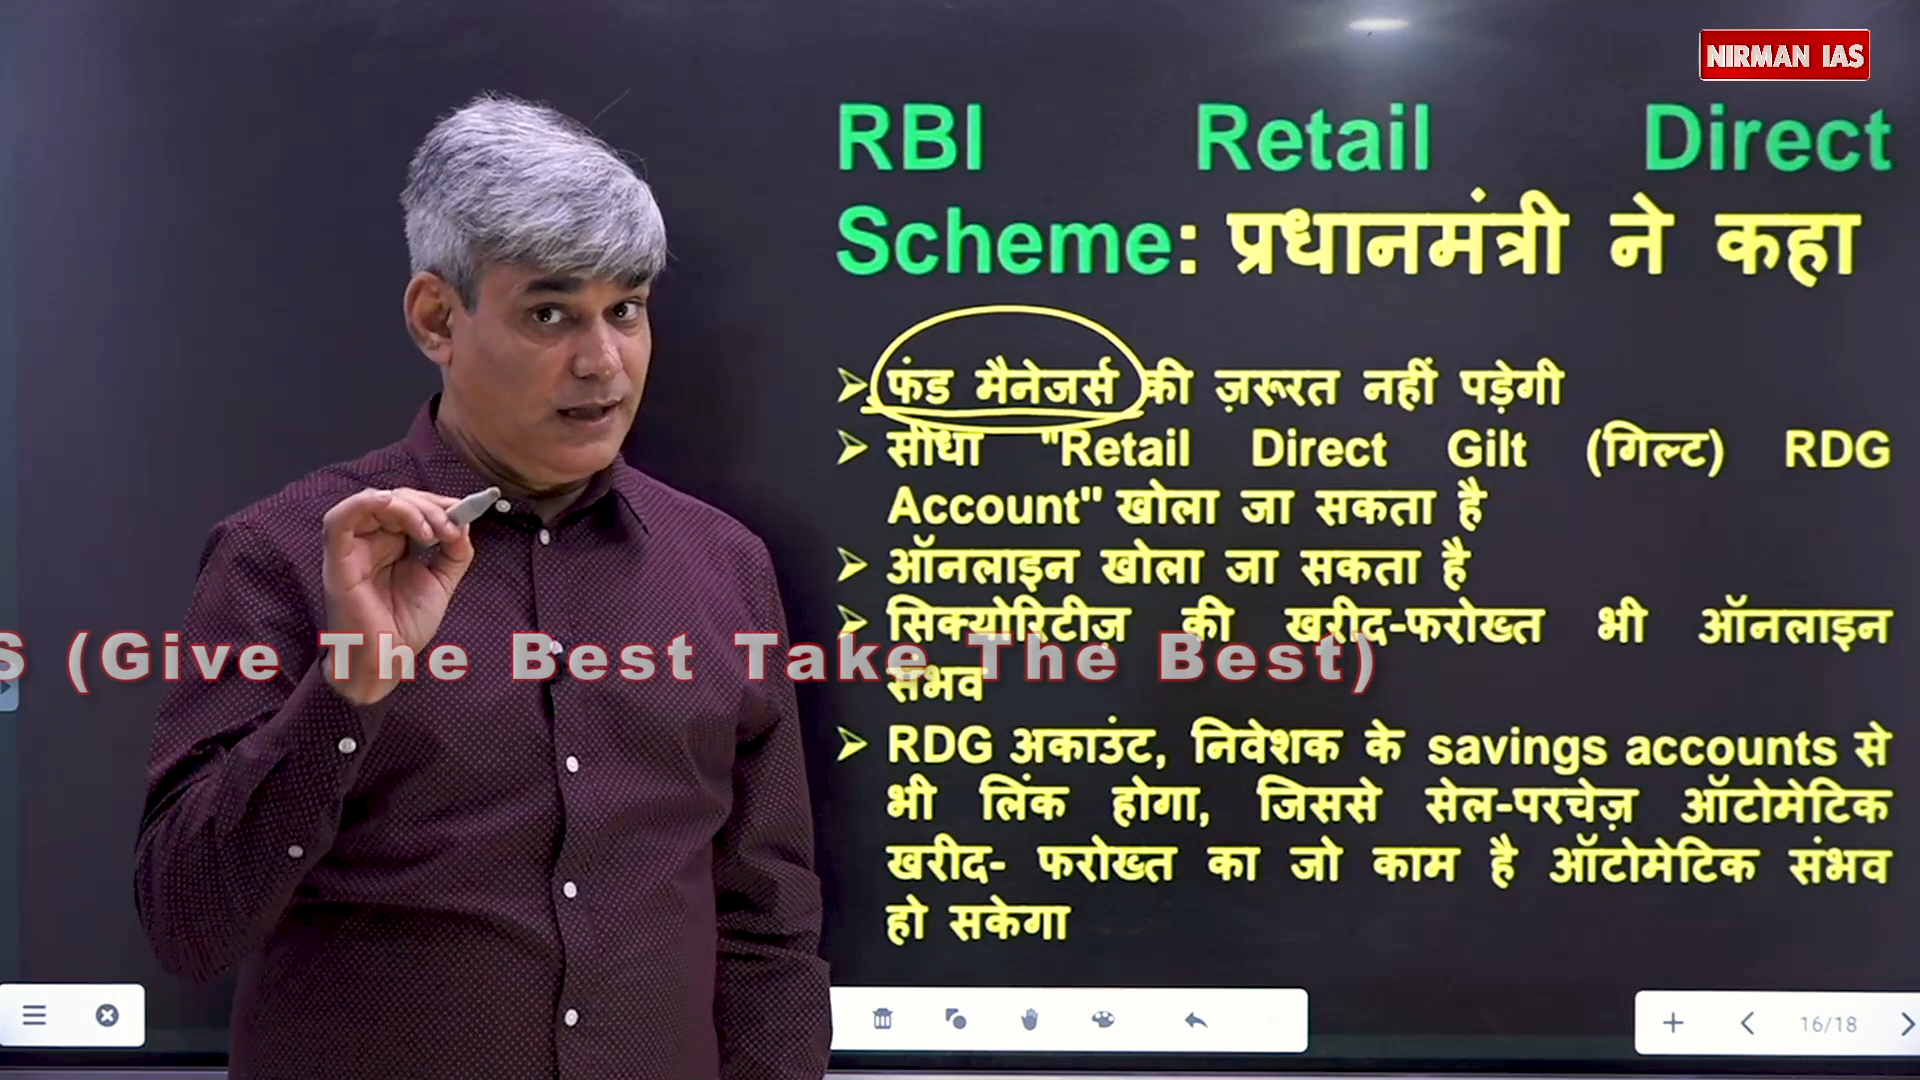 NIRMAN IAS
RBI Retail Direct
Scheme: प्रधानमंत्री ने कहा
➢ फंड मैनेजर्स की ज़रूरत नहीं पड़ेगी
➢ सीधा "Retail Direct Gilt (गिल्ट) RDG
Account" खोला जा सकता है
➢ ऑनलाइन खोला जा सकता है
➢ सिक्योरिटीज़ की खरीद-फरोख्त भी ऑनलाइन
संभव
S (Give The Best Take The Best)
➢ RDG अकाउंट, निवेशक के savings accounts से
भी लिंक होगा, जिससे सेल-परचेज़ ऑटोमेटिक
खरीद- फरोख्त का जो काम है ऑटोमेटिक संभव
हो सकेगा
16/18